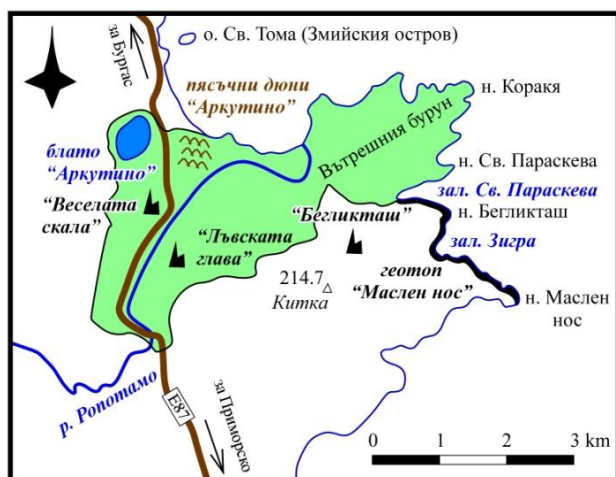 за Бургас
о. Св. Тома (Змийския остров)
пясъчни дюни
“Аркутино”
н. Коракя
Вътрешния бурун
блато
“Аркутино”
н. Св. Параскева
зал. Св. Параскева
“Веселата
скала”
“Бегликташ”
н. Бегликташ
“Лъвската
глава”
зал. Зигра
геотоп
“Маслен нос”
214.7
Китка
н. Маслен
нос
р. Ропотамо
E87
за Приморско
0 1 2 3 km